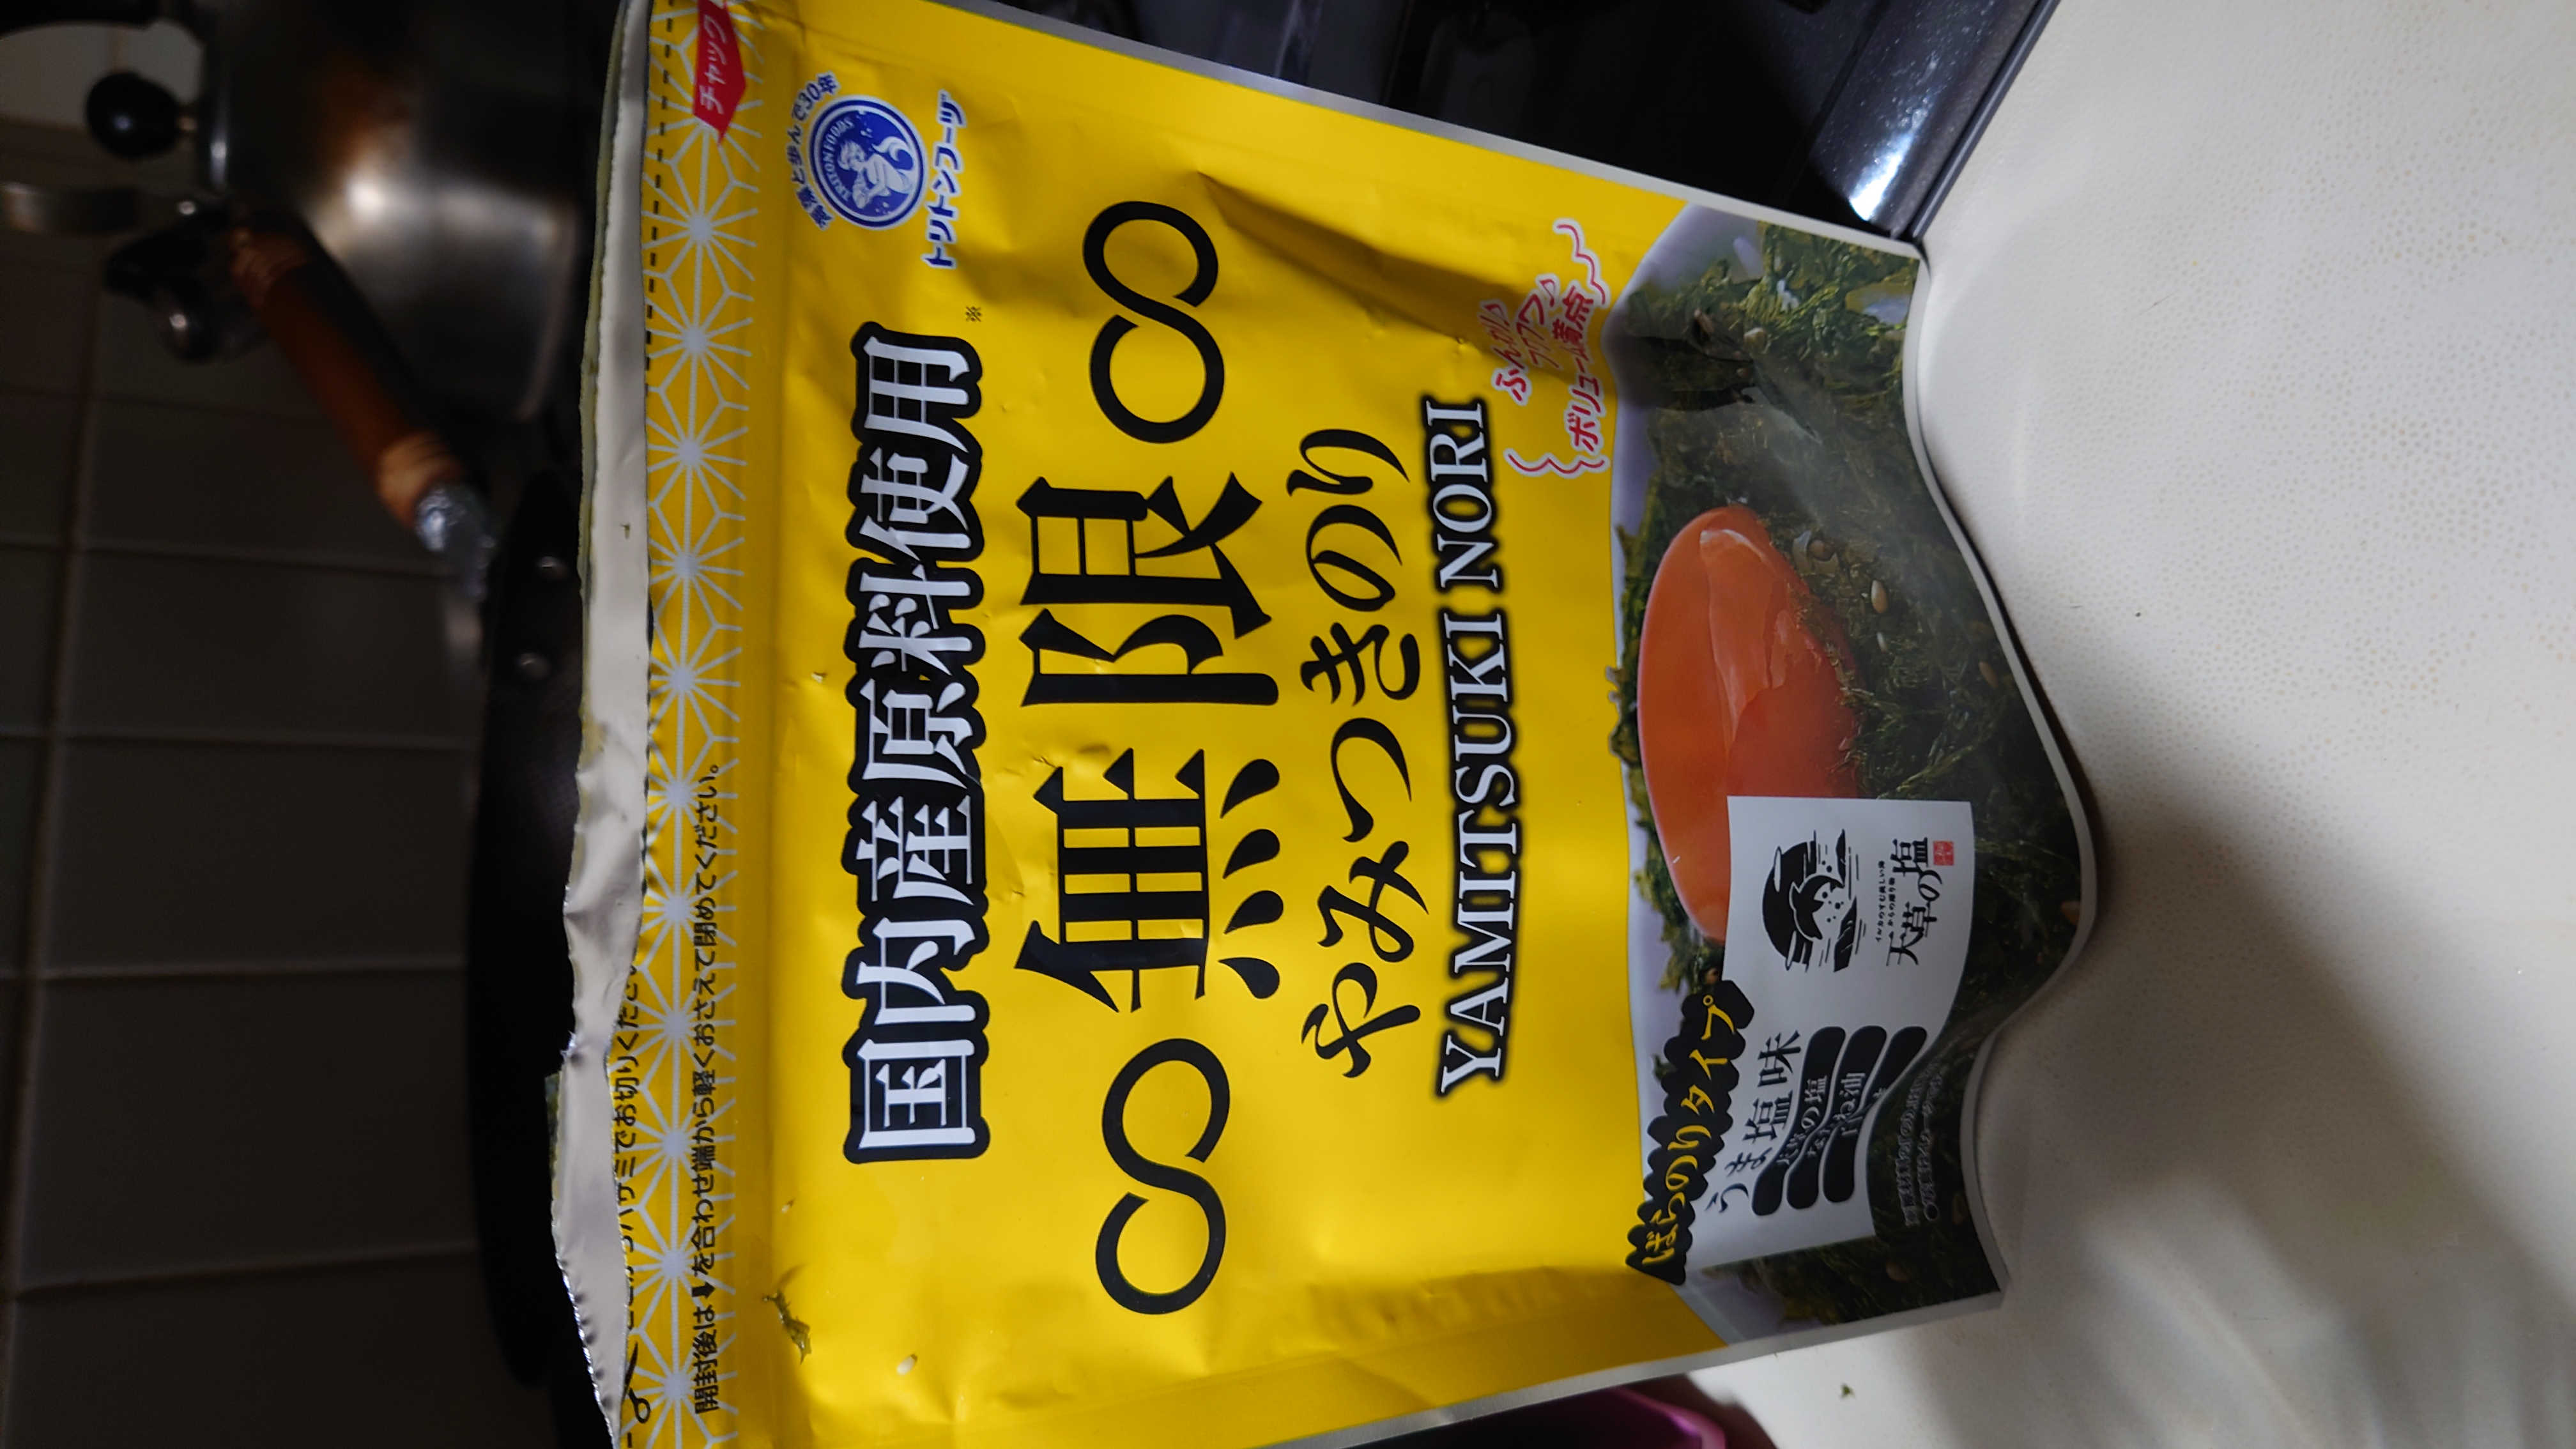 チャック
開封後は⬇を合わせ端から軽くおさえて閉めてください。
海藻と歩んで30年
TRITONFOODS
トリトンフーヅ
国内産原料使用
※
∞無限∞
やみつきのり
YAMITSUKI NORI
ふんわり♪
ボリューム満点
ばらのりタイプ
うま塩味
天草の塩
天草の塩